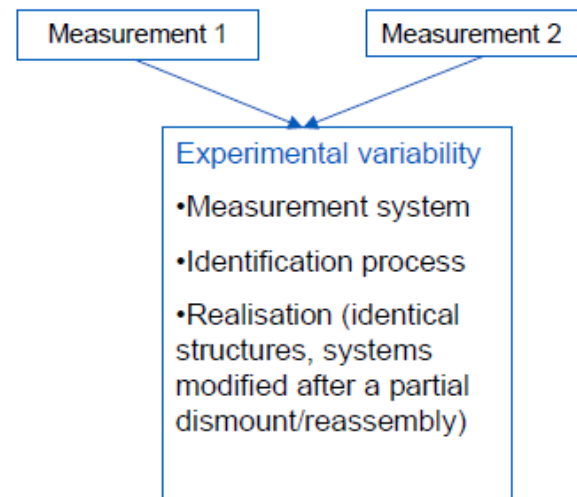 Measurement 1
Measurement 2
Experimental variability
•Measurement system
•Identification process
•Realisation (identical
structures, systems
modified after a partial
dismount/reassembly)